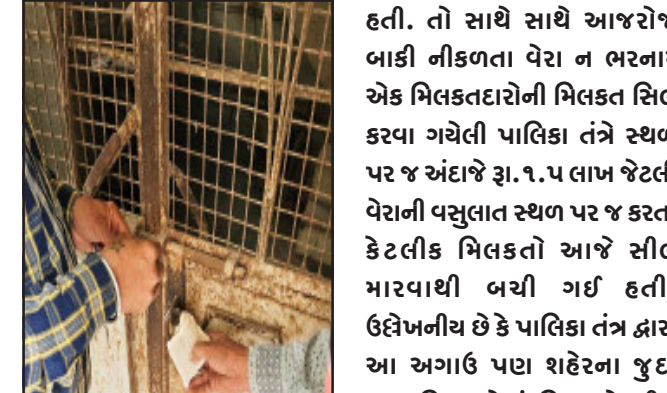 હતી. તો સાથે સાથે આજરોજ
બાકી નીકળતા વેરા ન ભરનાર
એક મિલકતદારોની મિલકત સિલ
કરવા ગયેલી પાલિકા તંત્રે સ્થળ
પર જ અંદાજે રૂા.૧.૫ લાખ જેટલી
વેરાની વસુલાત સ્થળ પર જ કરતા
કેટલીક મિલકતો આજે સીલ
મારવાથી બચી ગઈ હતી.
ઉલ્લેખનીય છે કે પાલિકા તંત્ર દ્વારા
આ અગાઉ પણ શહેરના જુદા